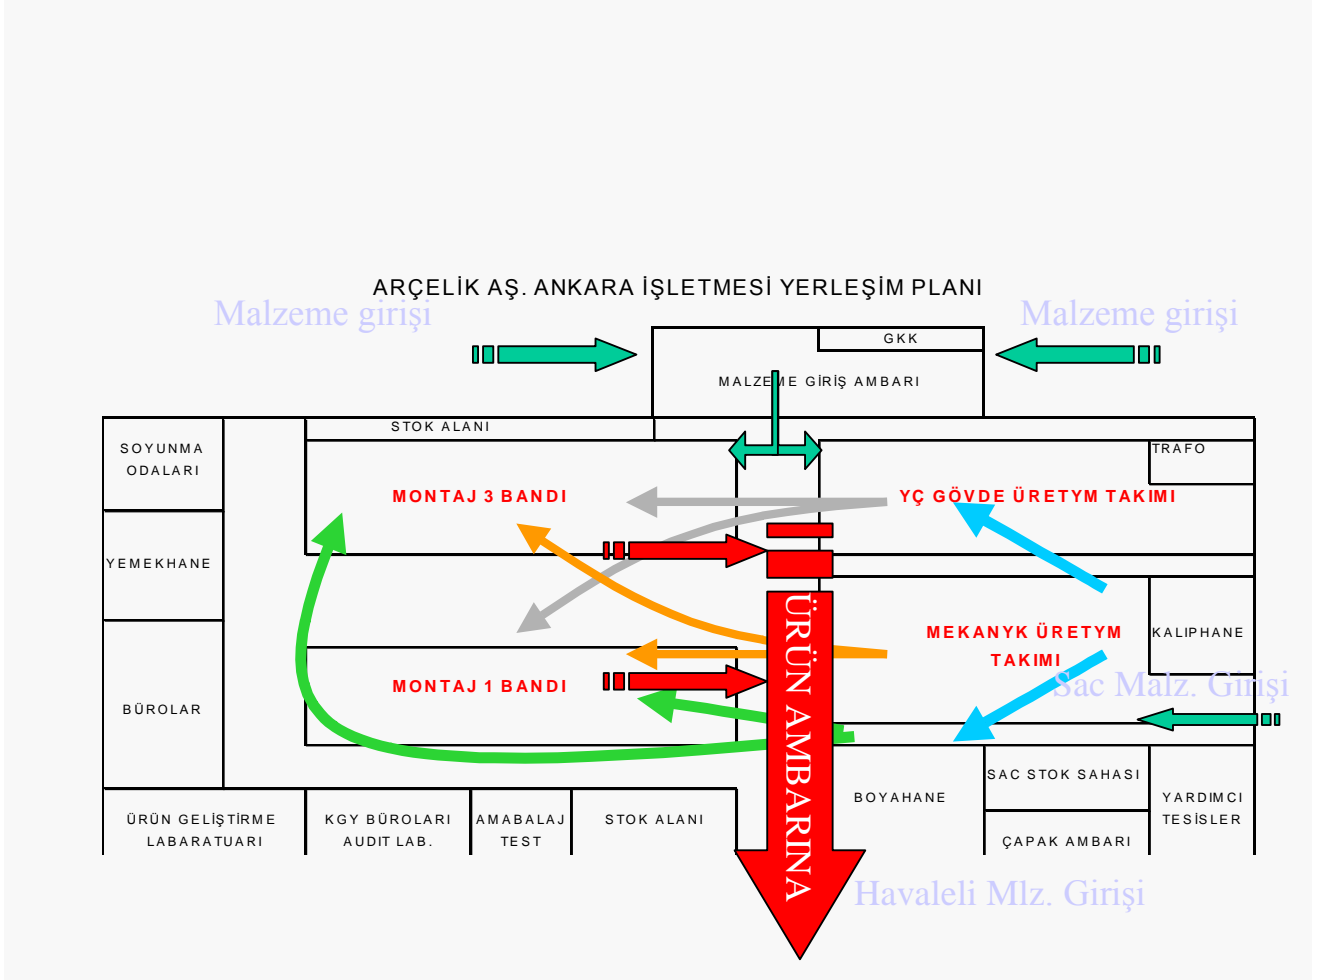 ARÇELİK AŞ. ANKARA İŞLETMESİ YERLEŞİM PLANI
Malzeme girişi
Malzeme girişi
GKK
MALZEME GİRİŞ AMBARI
STOK ALANI
SOYUNMA
ODALARI
TRAFO
MONTAJ 3 BANDI
YÇ GÖVDE ÜRETYM TAKIMI
YEMEKHANE
ÜRÜN AMBARINA
MEKANYK ÜRETYM
TAKIMI
KALIPHANE
MONTAJ 1 BANDI
Sac Malz. Girişi
BÜROLAR
SAC STOK SAHASI
BOYAHANE
YARDIMCI
TESİSLER
ÜRÜN GELİŞTİRME
LABARATUARI
KGY BÜROLARI
AUDIT LAB.
AMABALAJ
TEST
STOK ALANI
ÇAPAK AMBARI
Havaleli Mlz. Girişi